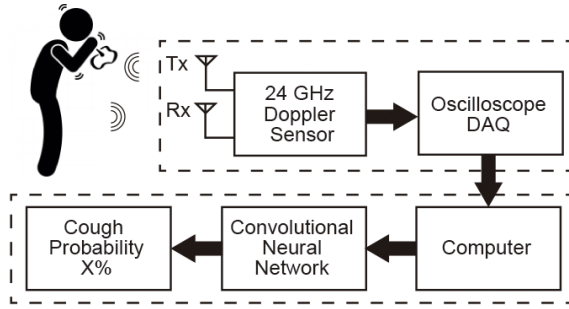 Tx
Rx
24 GHz
Doppler
Sensor
Oscilloscope
DAQ
Cough
Probability
X%
Convolutional
Neural
Network
Computer